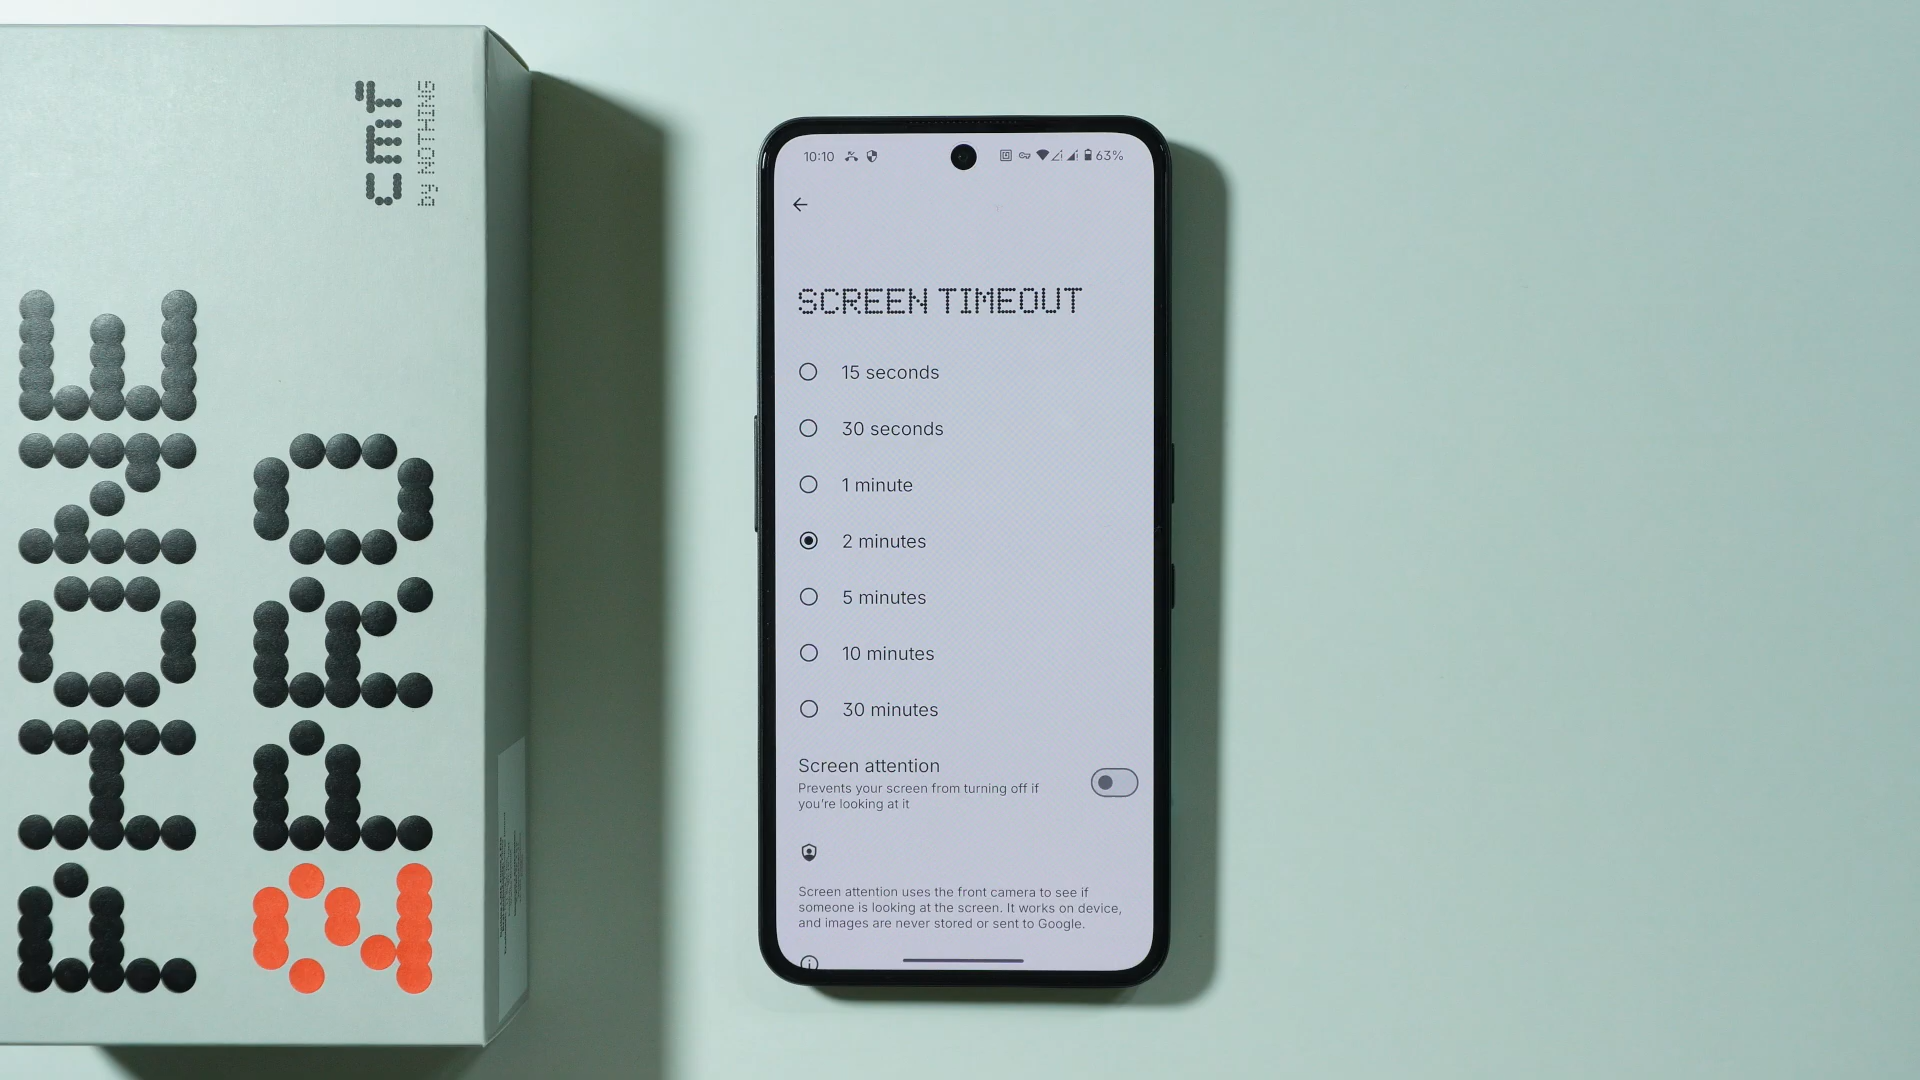 cmf
by NOTHING
PHONE
2 PRO
10:10
63%
SCREEN TIMEOUT
15 seconds
30 seconds
1 minute
2 minutes
5 minutes
10 minutes
30 minutes
Screen attention
Prevents your screen from turning off if
you're looking at it
Screen attention uses the front camera to see if
someone is looking at the screen. It works on device,
and images are never stored or sent to Google.